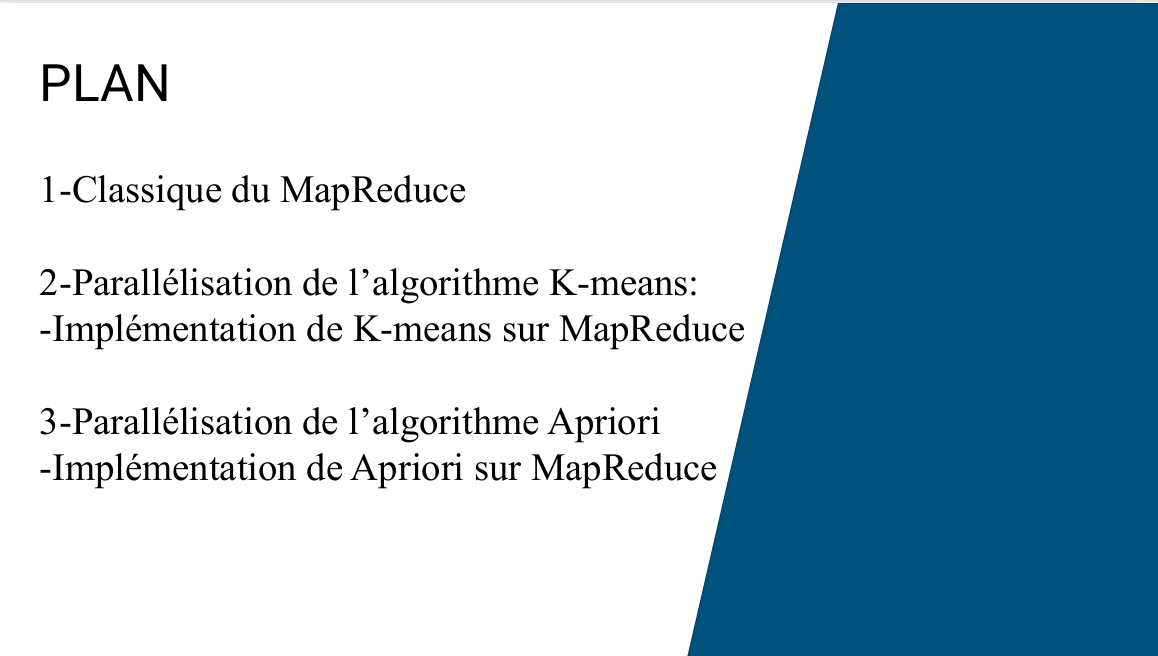 PLAN
1-Classique du MapReduce
2-Parallélisation de l’algorithme K-means:
-Implémentation de K-means sur MapReduce
3-Parallélisation de l’algorithme Apriori
-Implémentation de Apriori sur MapReduce